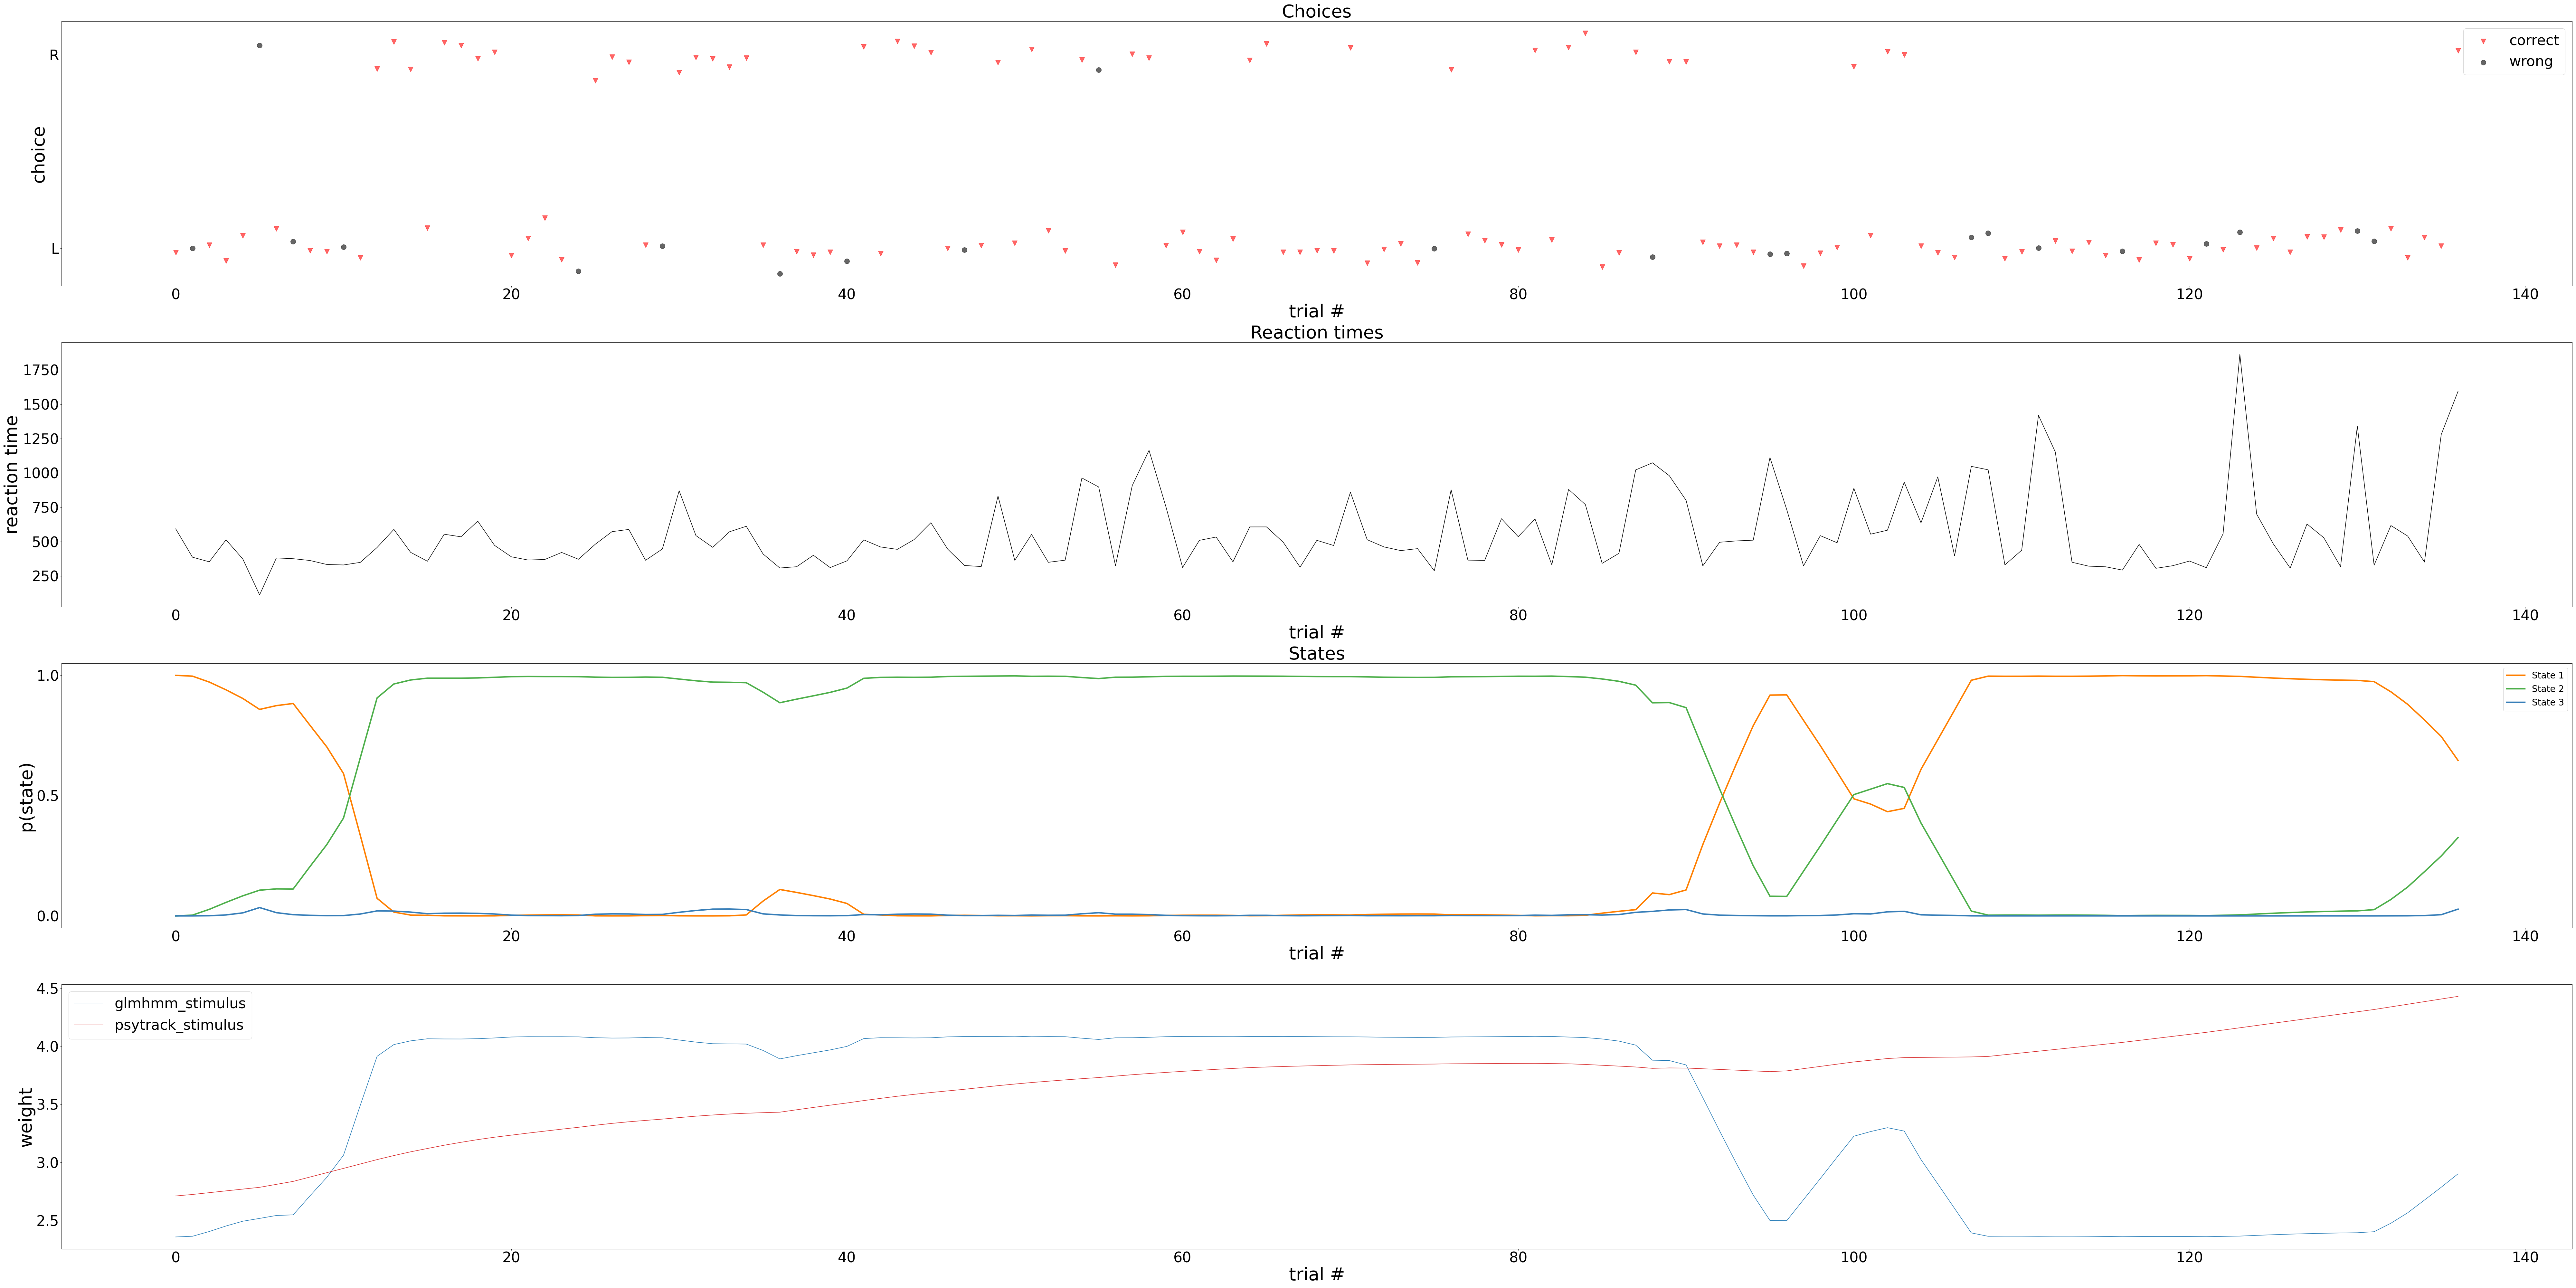 Choices
R
L
choice
correct
wrong
0 20 40 60 80 100 120 140
trial #
Reaction times
1750
1500
1250
1000
750
500
250
reaction time
0 20 40 60 80 100 120 140
trial #
States
1.0
0.5
0.0
p(state)
State 1
State 2
State 3
0 20 40 60 80 100 120 140
trial #
4.5
4.0
3.5
3.0
2.5
weight
glmhmm_stimulus
psytrack_stimulus
0 20 40 60 80 100 120 140
trial #